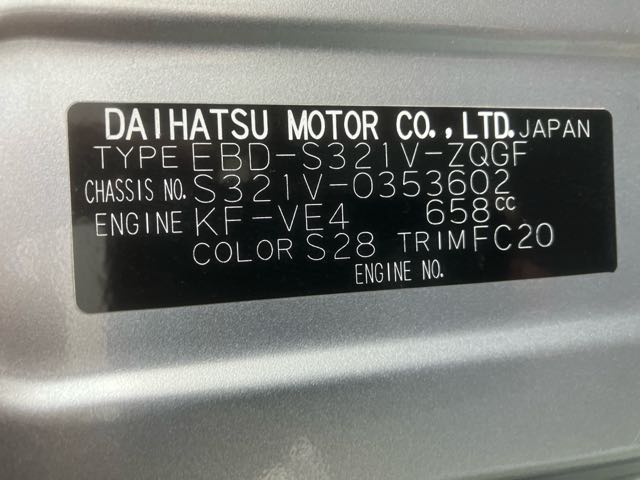 DAIHATSU MOTOR CO.,LTD. JAPAN
TYPE EBD-S321V-ZQGF
CHASSIS NO. S321V-0353602
ENGINE KF-VE4 658cc
COLOR S28 TRIM FC20
ENGINE NO.